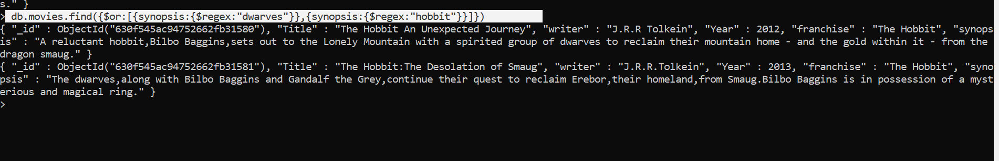 s." }
> db.movies.find({$or:[{synopsis:{$regex:"dwarves"}},{synopsis:{$regex:"hobbit"}}]})
{ "_id" : ObjectId("630f545ac94752662fb31580"), "Title" : "The Hobbit An Unexpected Journey", "writer" : "J.R.R Tolkein", "Year" : 2012, "franchise" : "The Hobbit", "synops
is" : "A reluctant hobbit,Bilbo Baggins,sets out to the Lonely Mountain with a spirited group of dwarves to reclaim their mountain home - and the gold within it - from the
dragon smaug." }
{ "_id" : ObjectId("630f545ac94752662fb31581"), "Title" : "The Hobbit:The Desolation of Smaug", "writer" : "J.R.R.Tolkein", "Year" : 2013, "franchise" : "The Hobbit", "syno
psis" : "The dwarves,along with Bilbo Baggins and Gandalf the Grey,continue their quest to reclaim Erebor,their homeland,from Smaug.Bilbo Baggins is in possession of a myst
erious and magical ring." }
>